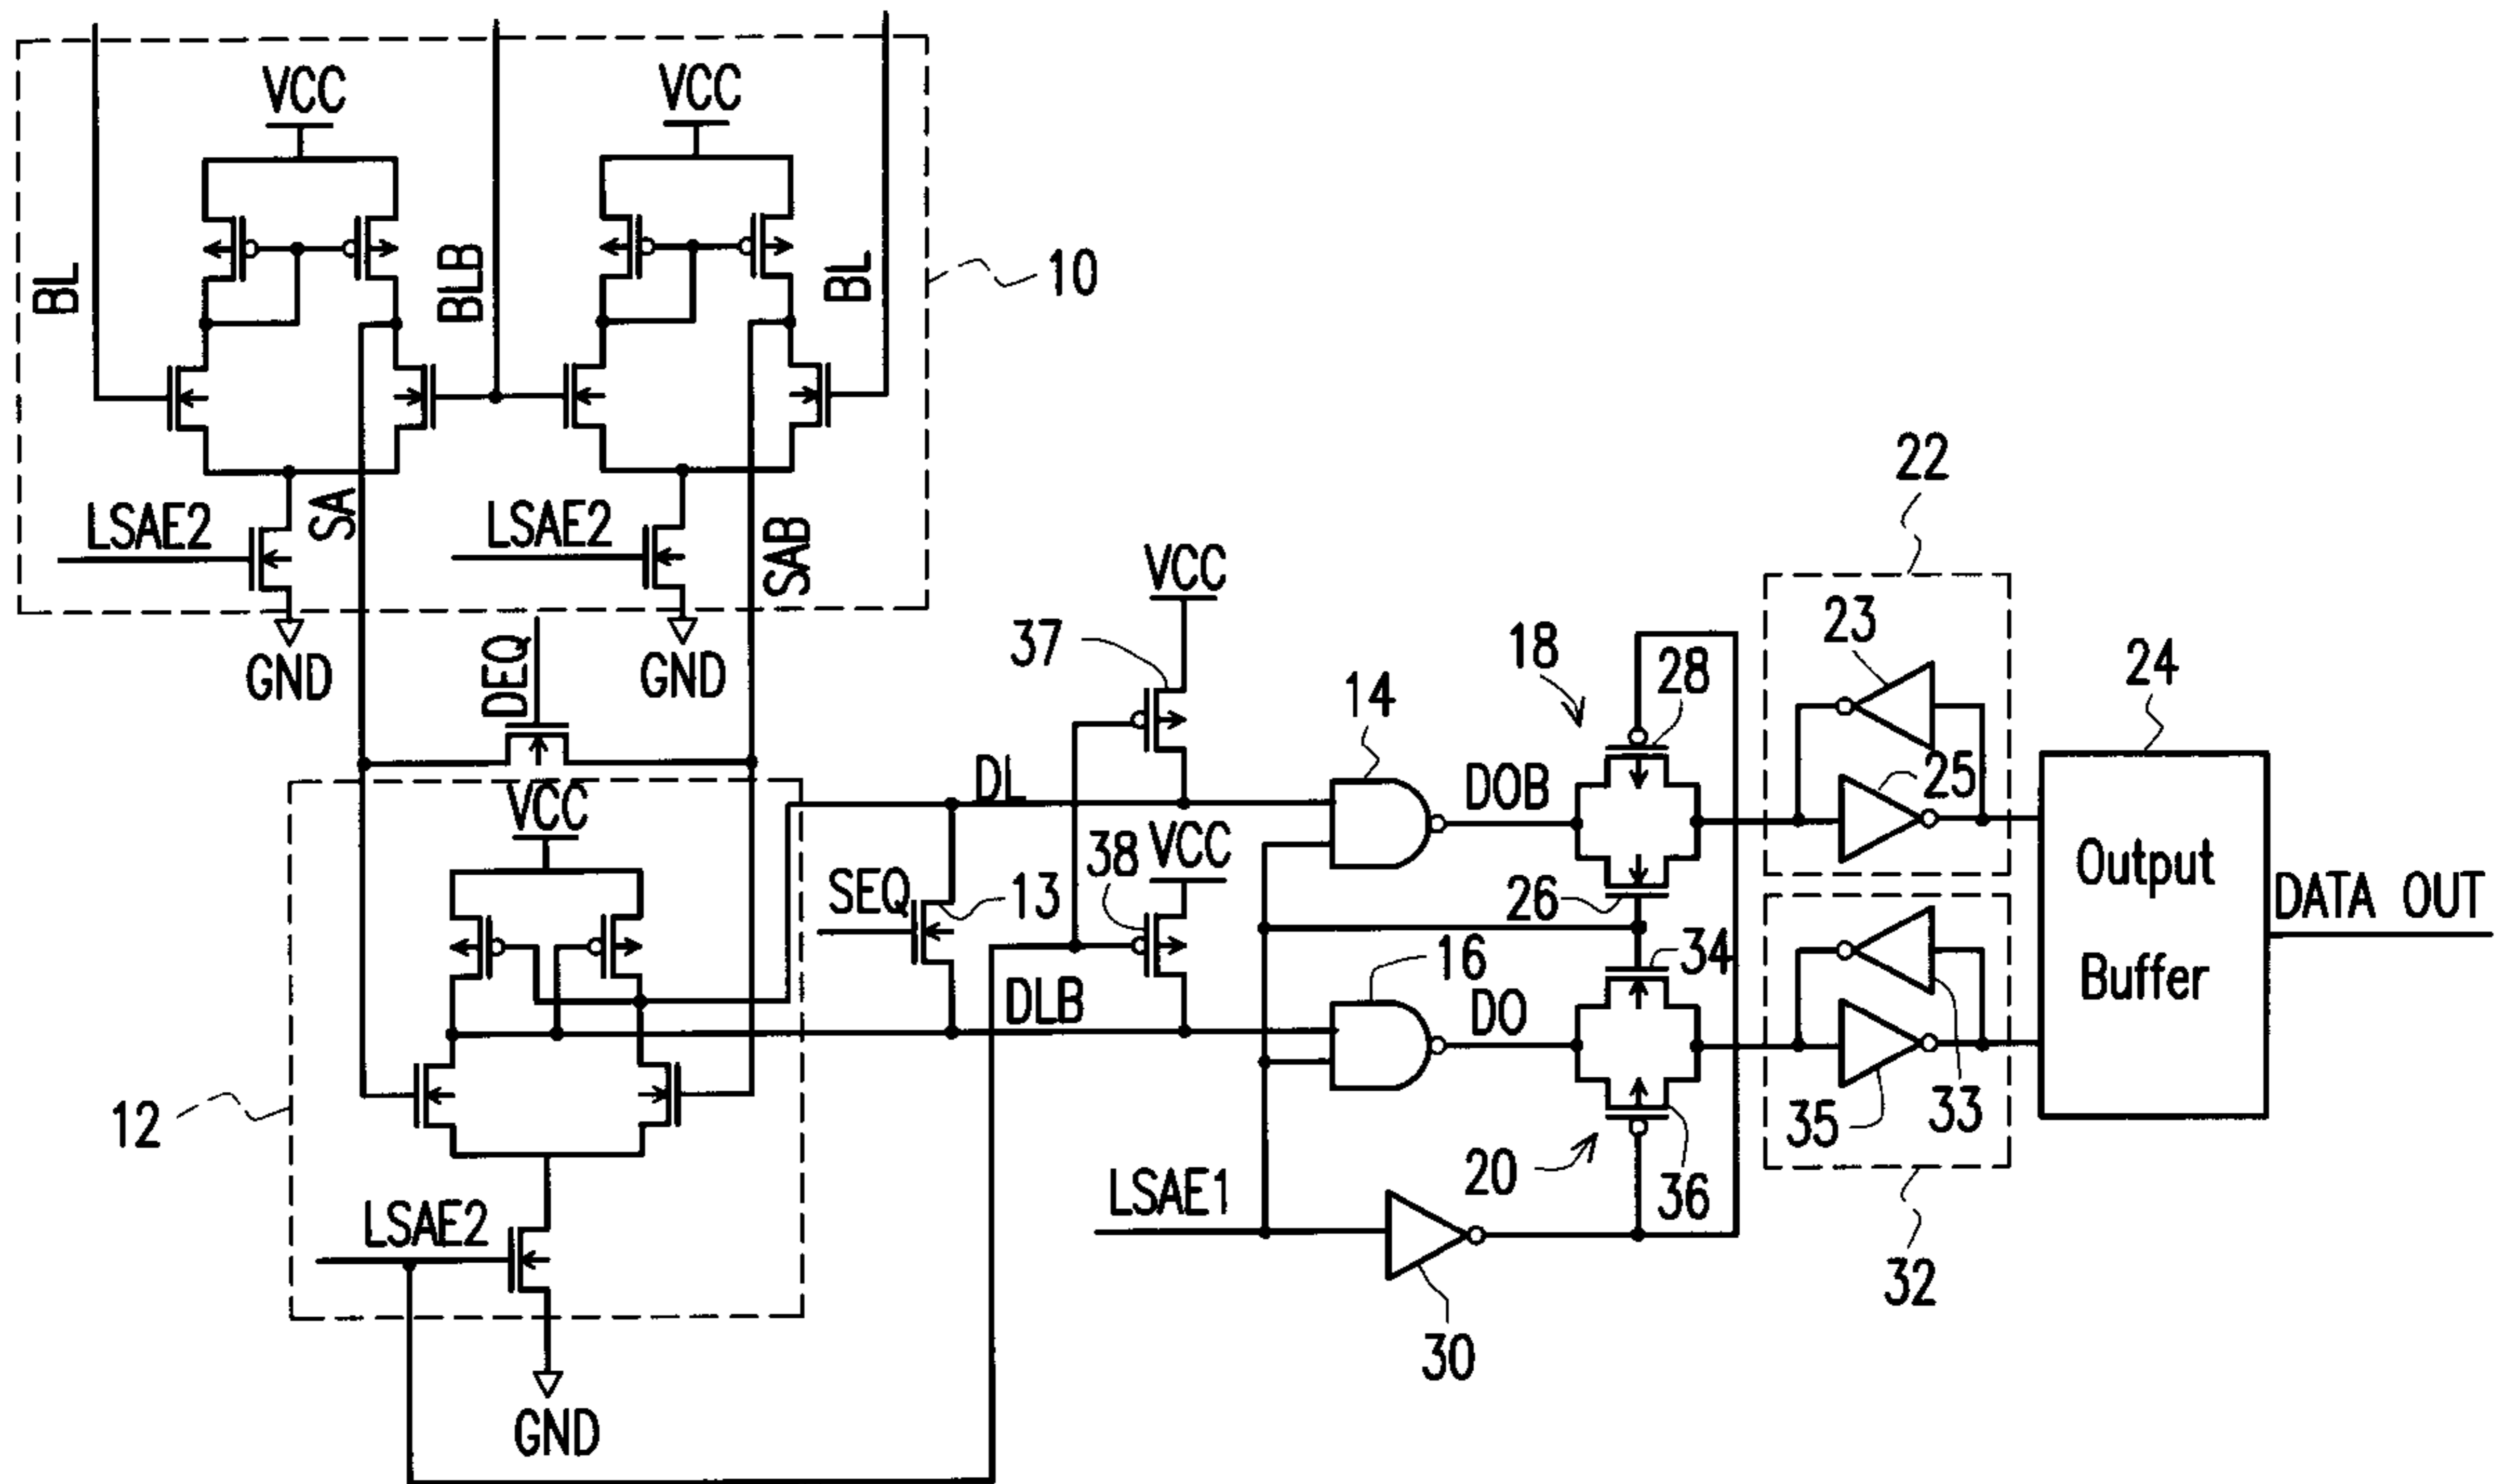 VCC
VCC
BL
BLB
BL
10
LSAE2
SA
LSAE2
SAB
GND
GND
DEQ
VCC
37
18
28
22
23
24
14
DL
DOB
25
VCC
38
VCC
SEQ
13
26
Output
Buffer
DATA OUT
16
34
DLB
DO
12
35
33
20
36
LSAE1
LSAE2
32
30
GND